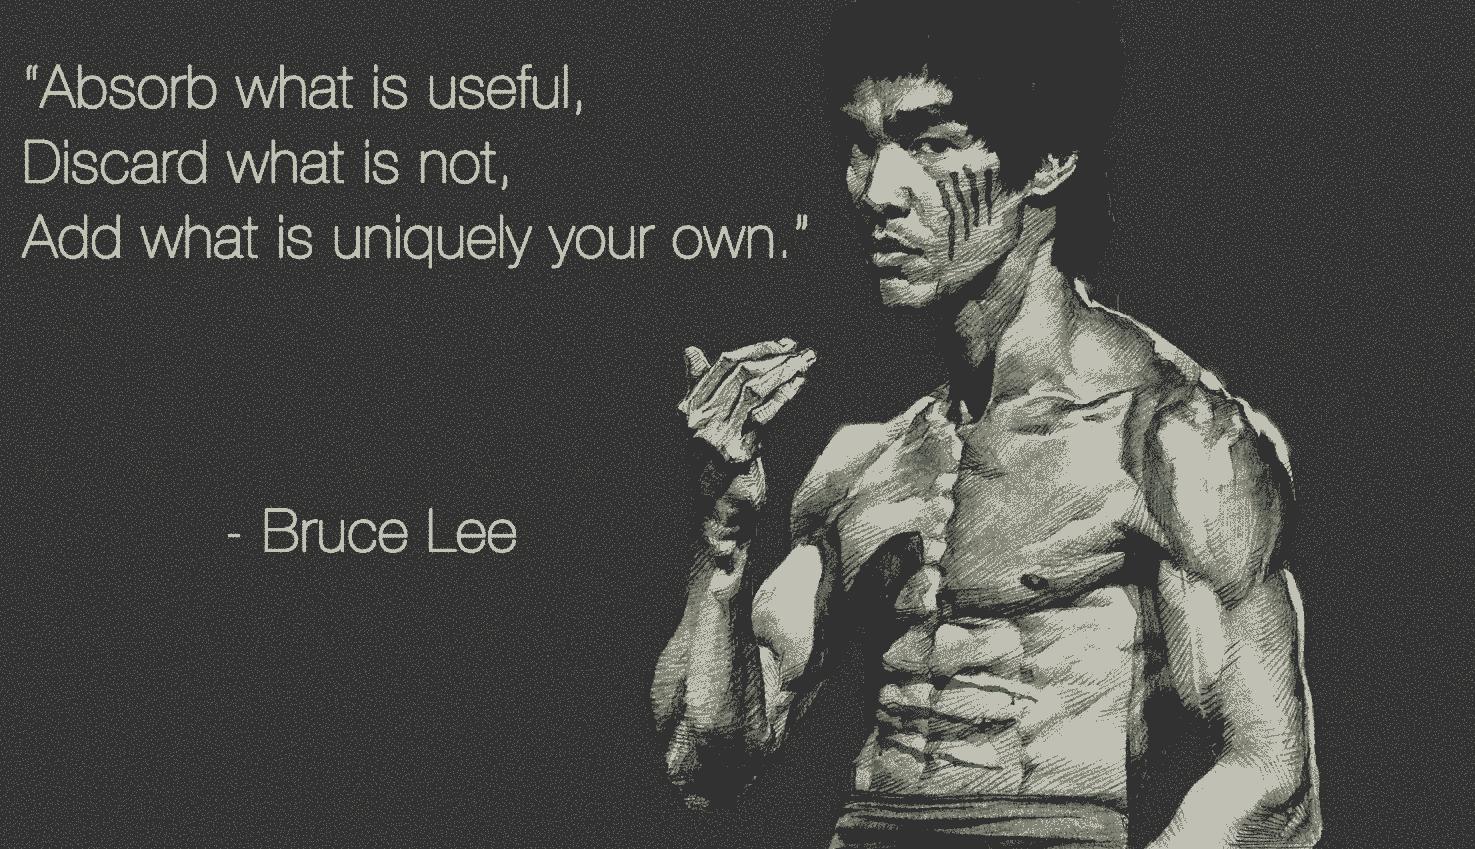 “Absorb what is useful,
Discard what is not,
Add what is uniquely your own.”
- Bruce Lee